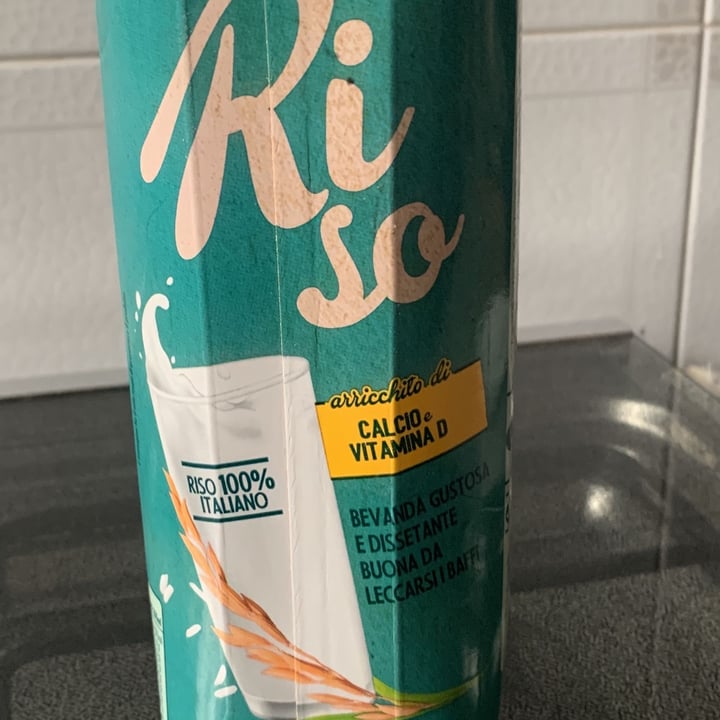 Ri
so
arricchito di
CALCIO e
VITAMINA D
RISO 100%
ITALIANO
BEVANDA GUSTOSA
E DISSETANTE
BUONA DA
LECCARSI I BAFFI